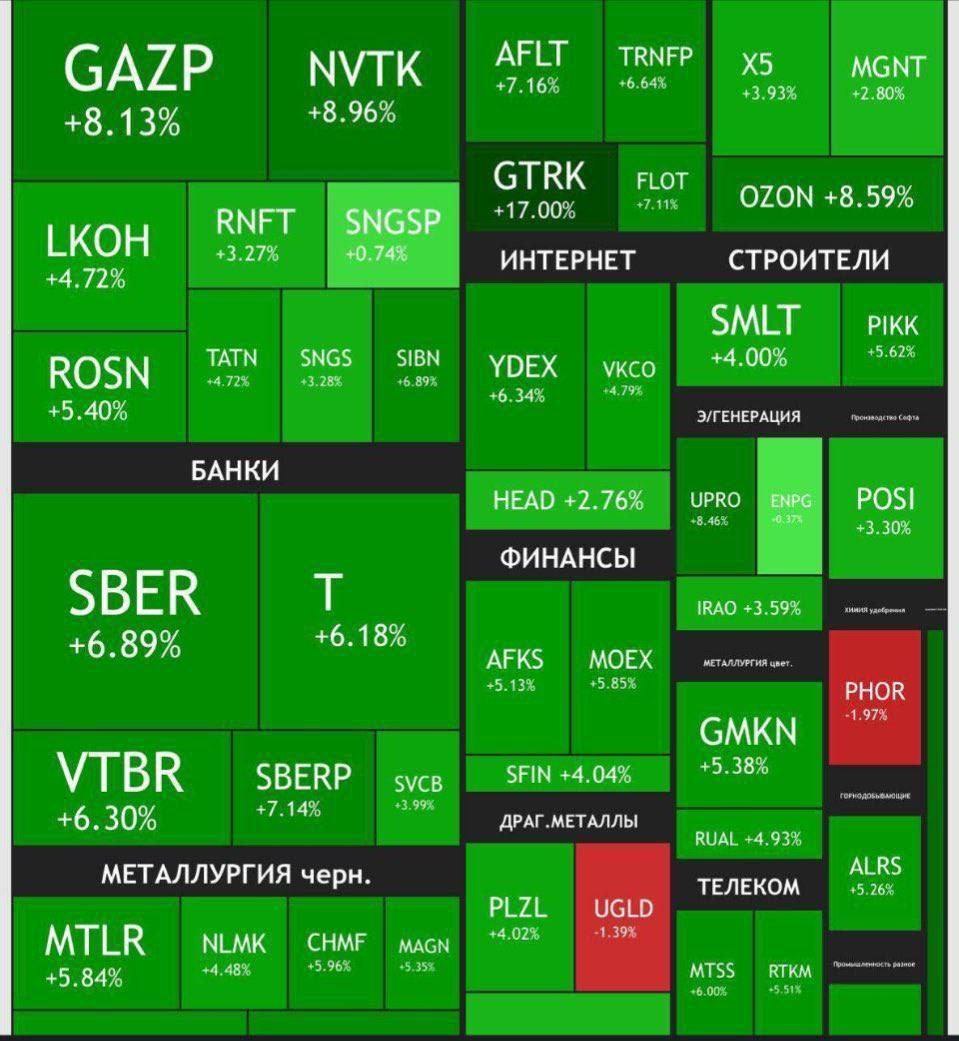 GAZP
+8.13%
NVTK
+8.96%
LKOH
+4.72%
RNFT
+3.27%
SNGSP
+0.74%
ROSN
+5.40%
TATN
+4.72%
SNGS
+3.28%
SIBN
+6.89%
БАНКИ
SBER
+6.89%
T
+6.18%
VTBR
+6.30%
SBERP
+7.14%
SVCB
+3.99%
МЕТАЛЛУРГИЯ черн.
MTLR
+5.84%
NLMK
+4.48%
CHMF
+5.96%
MAGN
+5.35%
AFLT
+7.16%
TRNFP
+6.64%
GTRK
+17.00%
FLOT
+7.11%
X5
+3.93%
MGNT
+2.80%
OZON +8.59%
ИНТЕРНЕТ
YDEX
+6.34%
VKCO
+4.79%
HEAD +2.76%
ФИНАНСЫ
AFKS
+5.13%
MOEX
+5.85%
SFIN +4.04%
ДРАГ.МЕТАЛЛЫ
PLZL
+4.02%
UGLD
-1.39%
СТРОИТЕЛИ
SMLT
+4.00%
PIKK
+5.62%
Э/ГЕНЕРАЦИЯ
UPRO
+8.46%
ENPG
+0.37%
IRAO +3.59%
МЕТАЛЛУРГИЯ цвет.
GMKN
+5.38%
RUAL +4.93%
ТЕЛЕКОМ
MTSS
+6.00%
RTKM
+5.51%
Производство Софта
POSI
+3.30%
ХИМИЯ удобрения
PHOR
-1.97%
ГОРНОДОБЫВАЮЩИЕ
ALRS
+5.26%
Промышленность разное